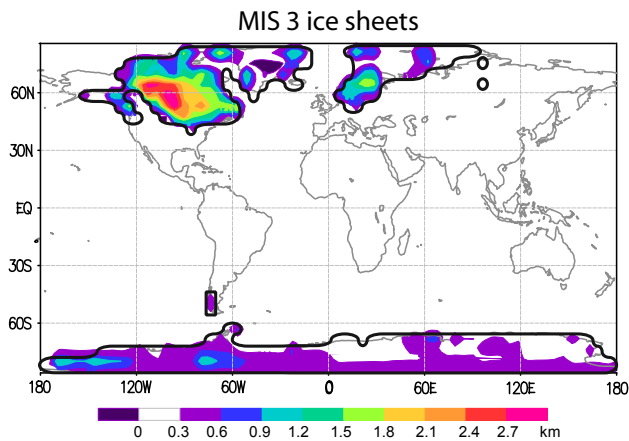 MIS 3 ice sheets
60N
30N
EQ
30S
60S
180 120W 60W 0 60E 120E 180
0 0.3 0.6 0.9 1.2 1.5 1.8 2.1 2.4 2.7 km